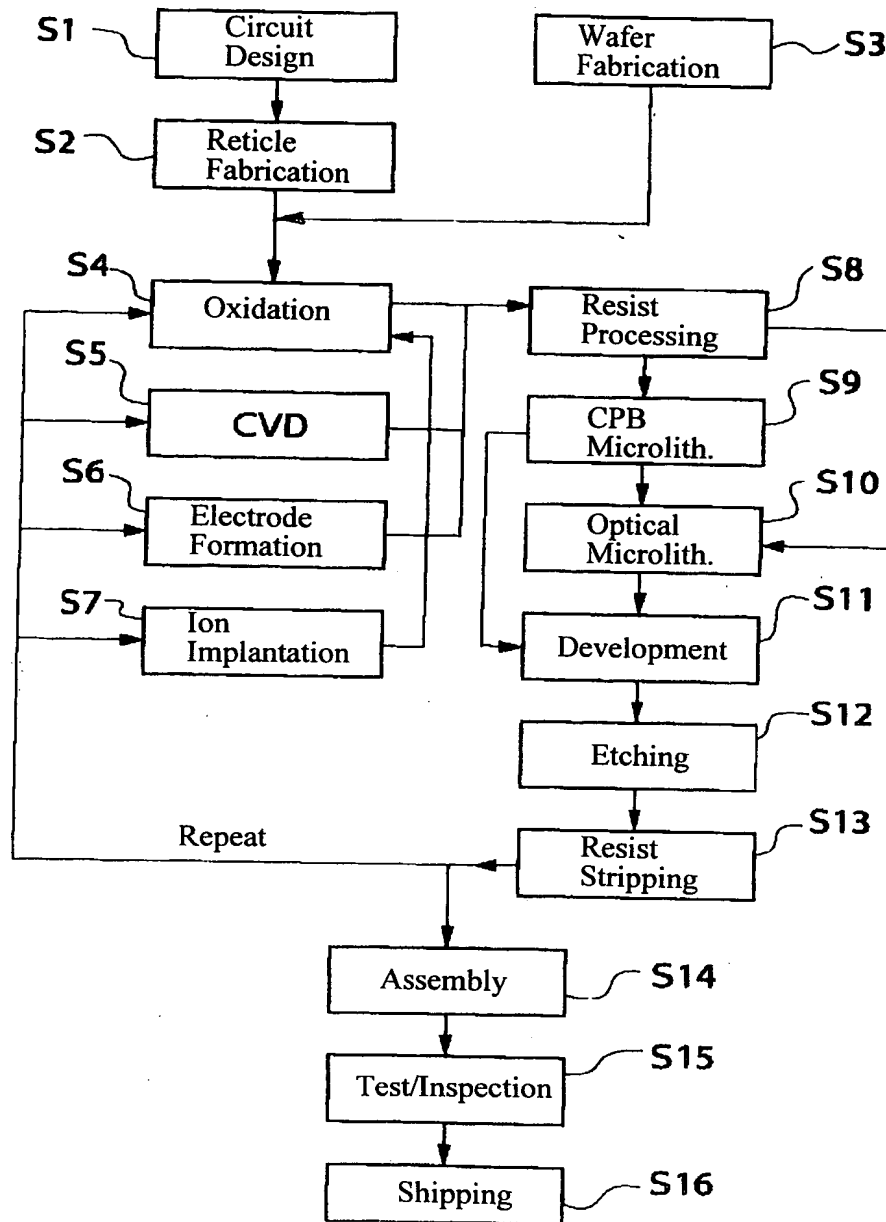 S1
Circuit
Design
Wafer
Fabrication
S3
S2
Reticle
Fabrication
S4
Oxidation
S8
Resist
Processing
S5
CVD
S9
CPB
Microlith.
S6
Electrode
Formation
S10
Optical
Microlith.
S7
Ion
Implantation
S11
Development
S12
Etching
Repeat
S13
Resist
Stripping
Assembly
S14
Test/Inspection
S15
Shipping
S16